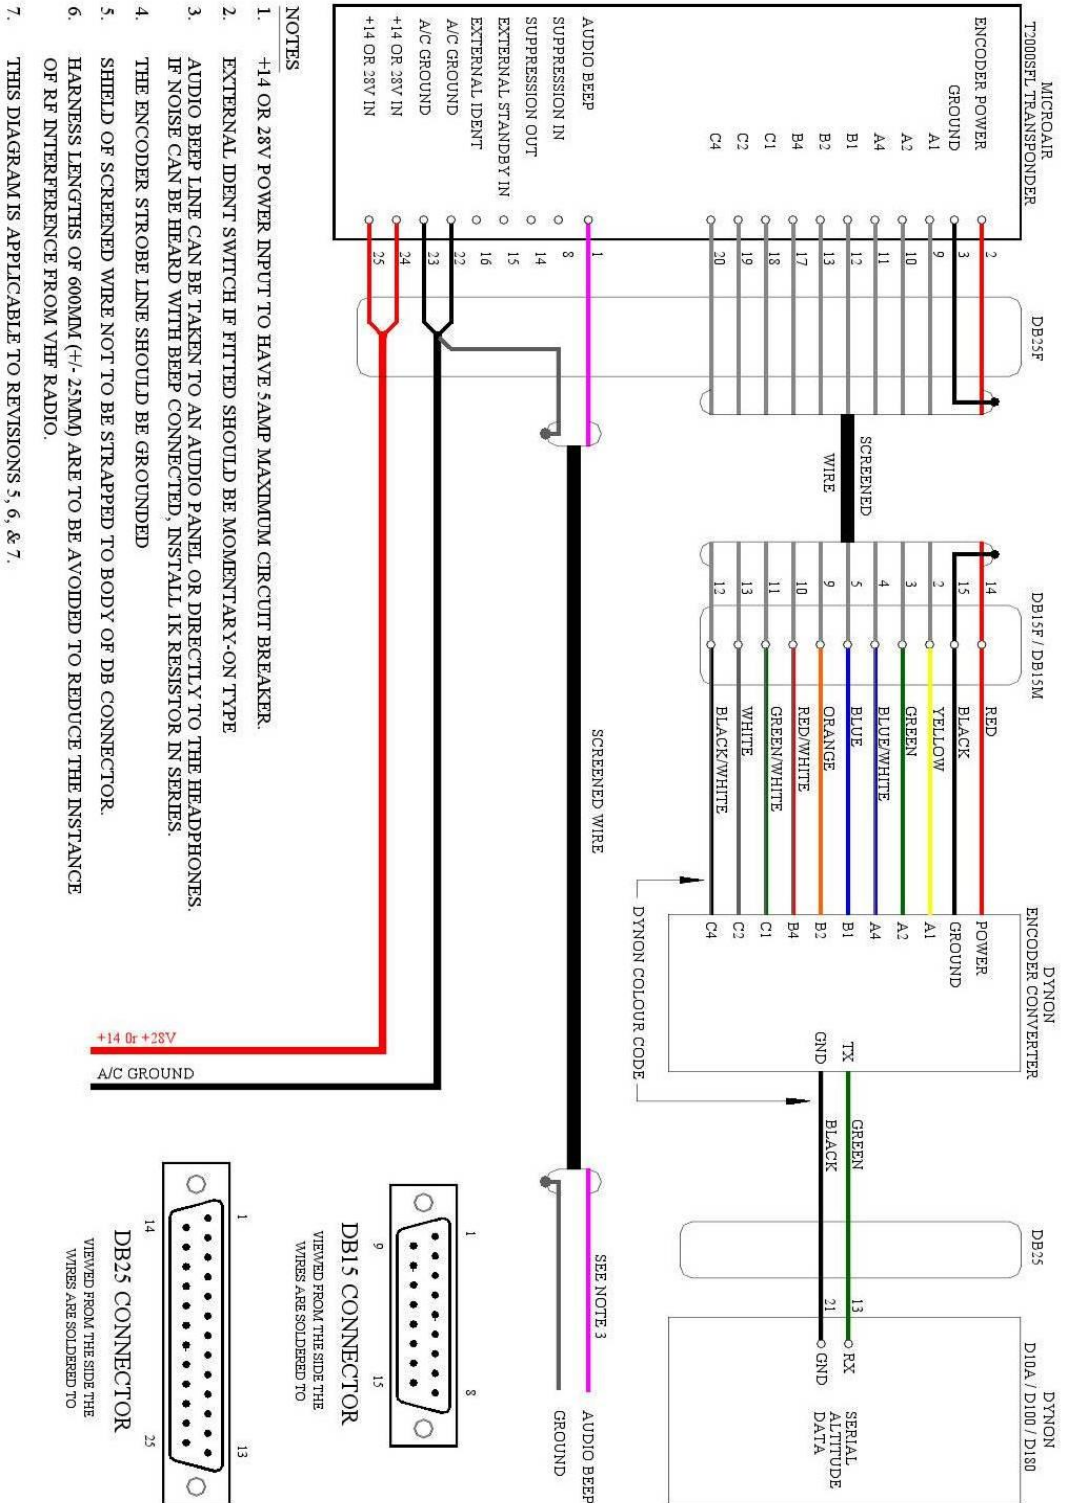 MICROAIR
T2000SFL TRANSPONDER
ENCODER POWER
GROUND
A1
A2
A4
B1
B2
B4
C1
C2
C4
AUDIO BEEP
SUPPRESSION IN
SUPPRESSION OUT
EXTERNAL STANDBY IN
EXTERNAL IDENT
A/C GROUND
A/C GROUND
+14 OR 28V IN
+14 OR 28V IN
2
3
9
10
11
12
13
17
18
19
20
1
8
14
15
16
22
23
24
25
DB25F
SCREENED
WIRE
DB15F / DB15M
14
15
2
3
4
5
9
10
11
13
12
RED
BLACK
YELLOW
GREEN
BLUE/WHITE
BLUE
ORANGE
RED/WHITE
GREEN/WHITE
WHITE
BLACK/WHITE
SCREENED WIRE
DYNON
ENCODER CONVERTER
POWER
GROUND
A1
A2
A4
B1
B2
B4
C1
C2
C4
TX
GND
DYNON COLOUR CODE
GREEN
BLACK
DB25
13
21
DYNON
D10A / D100 / D180
RX
GND
SERIAL
ALTITUDE
DATA
SEE NOTE 3
AUDIO BEEP
GROUND
+14 0r +28V
A/C GROUND
1
8
9
15
DB15 CONNECTOR
VIEWED FROM THE SIDE THE
WIRES ARE SOLDERED TO
1
13
14
25
DB25 CONNECTOR
VIEWED FROM THE SIDE THE
WIRES ARE SOLDERED TO
NOTES
1. +14 OR 28V POWER INPUT TO HAVE 5AMP MAXIMUM CIRCUIT BREAKER.
2. EXTERNAL IDENT SWITCH IF FITTED SHOULD BE MOMENTARY-ON TYPE
3. AUDIO BEEP LINE CAN BE TAKEN TO AN AUDIO PANEL OR DIRECTLY TO THE HEADPHONES.
IF NOISE CAN BE HEARD WITH BEEP CONNECTED, INSTALL 1K RESISTOR IN SERIES.
4. THE ENCODER STROBE LINE SHOULD BE GROUNDED
5. SHIELD OF SCREENED WIRE NOT TO BE STRAPPED TO BODY OF DB CONNECTOR.
6. HARNESS LENGTHS OF 600MM (+/- 25MM) ARE TO BE AVOIDED TO REDUCE THE INSTANCE
OF RF INTERFERENCE FROM VHF RADIO.
7. THIS DIAGRAM IS APPLICABLE TO REVISIONS 5, 6, & 7.